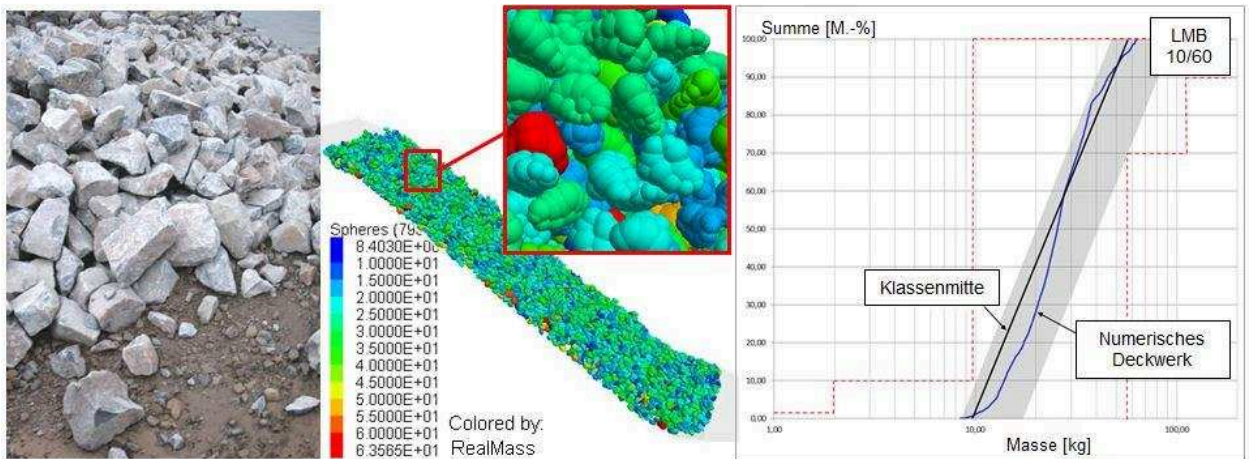 Spheres (79
8.4030E+00
1.0000E+01
1.5000E+01
2.0000E+01
2.5000E+01
3.0000E+01
3.5000E+01
4.0000E+01
4.5000E+01
5.0000E+01
5.5000E+01
6.0000E+01
6.3565E+01
Colored by:
RealMass
Summe [M.-%]
100,00
90,00
80,00
70,00
60,00
50,00
40,00
30,00
20,00
10,00
0,00
1,00
10,00
100,00
Masse [kg]
LMB
10/60
Klassenmitte
Numerisches
Deckwerk